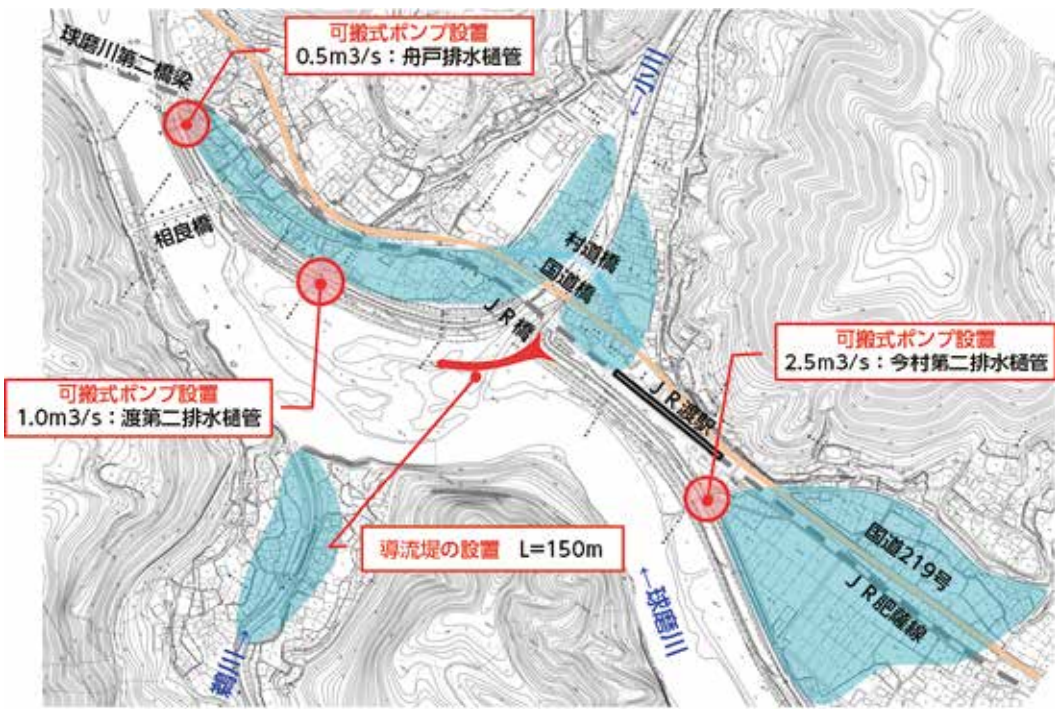 可搬式ポンプ設置
0.5m3/s：舟戸排水樋管
球磨川第二橋梁
←小川
相良橋
村道橋
国道橋
ＪＲ橋
可搬式ポンプ設置
2.5m3/s：今村第二排水樋管
可搬式ポンプ設置
1.0m3/s：渡第二排水樋管
ＪＲ渡駅
導流堤の設置　L=150m
国道219号
ＪＲ肥薩線
←球磨川